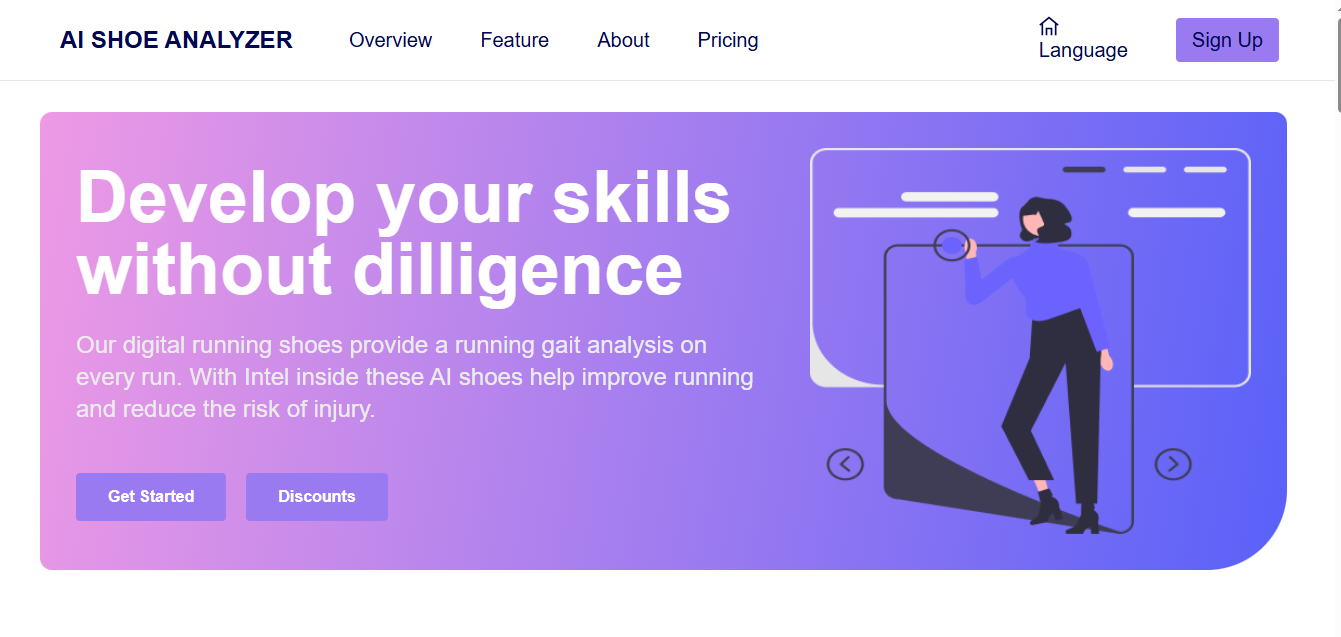 AI SHOE ANALYZER
Overview
Feature
About
Pricing
Language
Sign Up
Develop your skills
without dilligence
Our digital running shoes provide a running gait analysis on
every run. With Intel inside these AI shoes help improve running
and reduce the risk of injury.
Get Started
Discounts